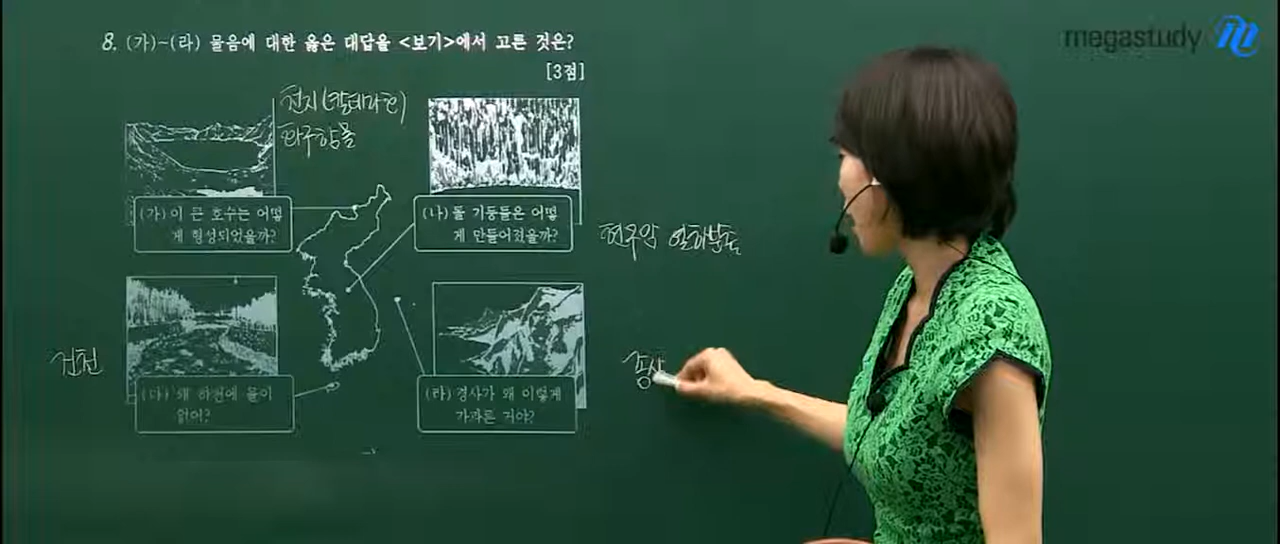 megastudy
8. (가)~(라) 물음에 대한 옳은 대답을 <보기>에서 고른 것은?
[3점]
천지(칼데라호)
화구함몰
(가) 이 큰 호수는 어떻
게 형성되었을까?
(나) 돌 기둥들은 어떻
게 만들어졌을까?
현무암 열하분출
건천
(다) 왜 하천에 물이
없어?
(라) 경사가 왜 이렇게
가파른 거야?
종상